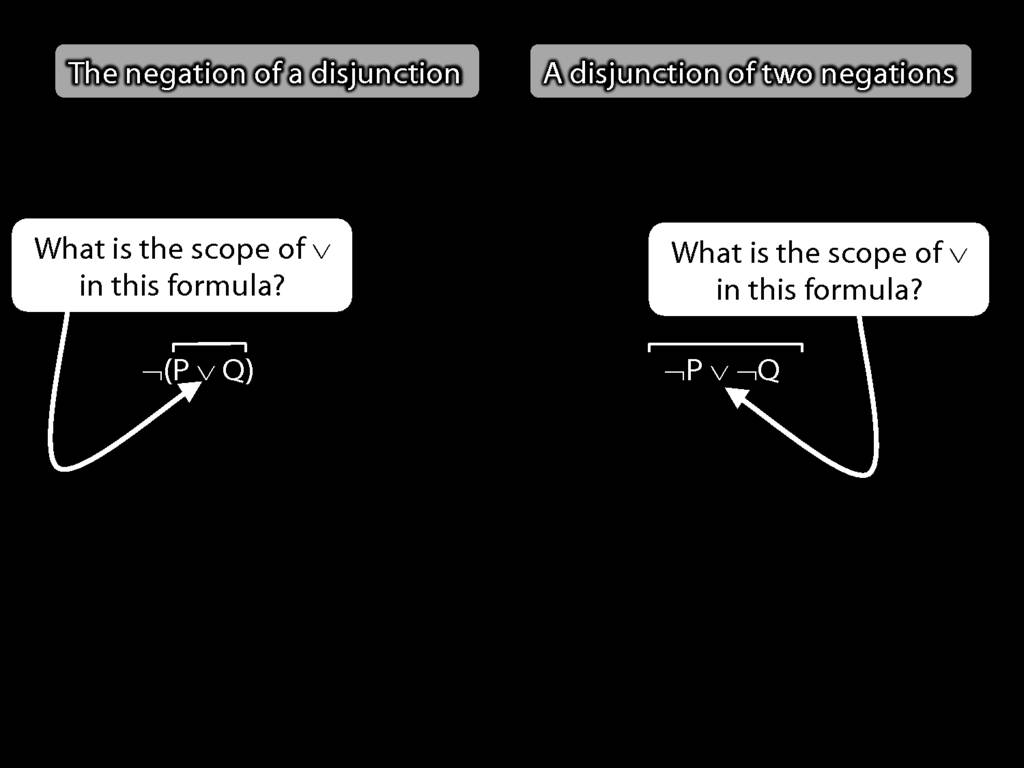 The negation of a disjunction
A disjunction of two negations
What is the scope of ∨
in this formula?
What is the scope of ∨
in this formula?
¬(P ∨ Q)
¬P ∨ ¬Q